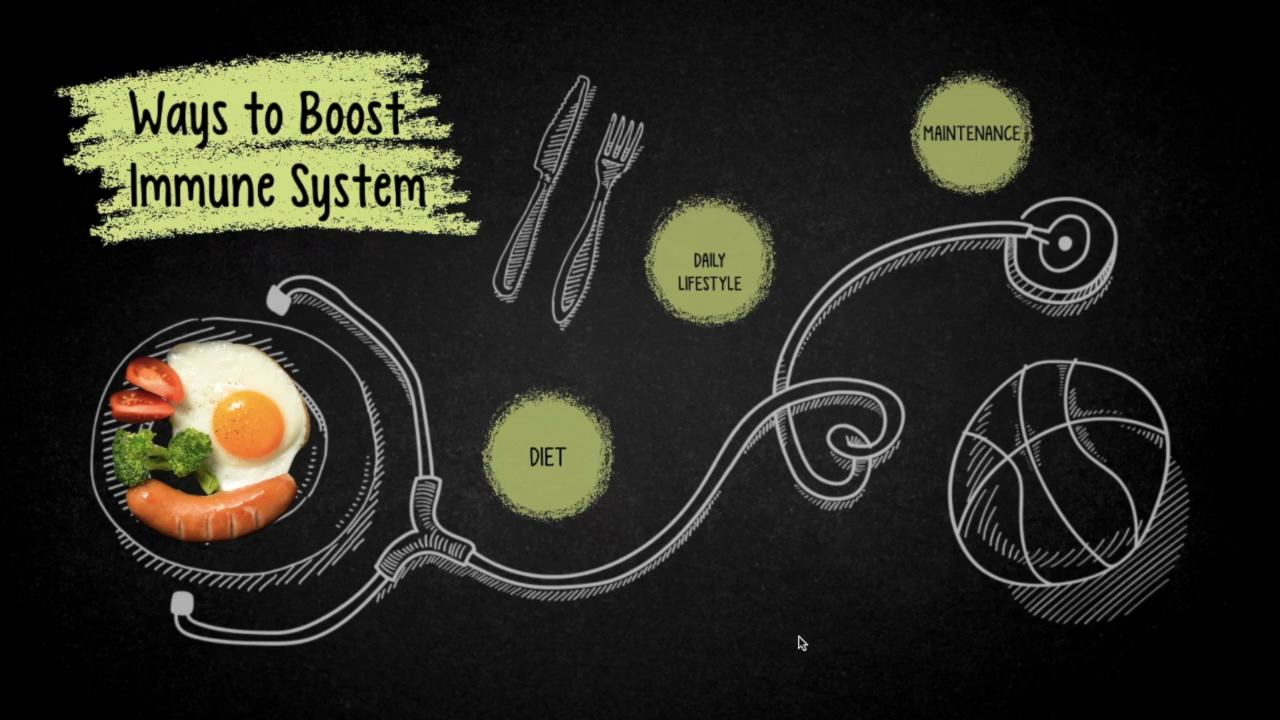 Ways to Boost
Immune System
MAINTENANCE
DAILY
LIFESTYLE
DIET